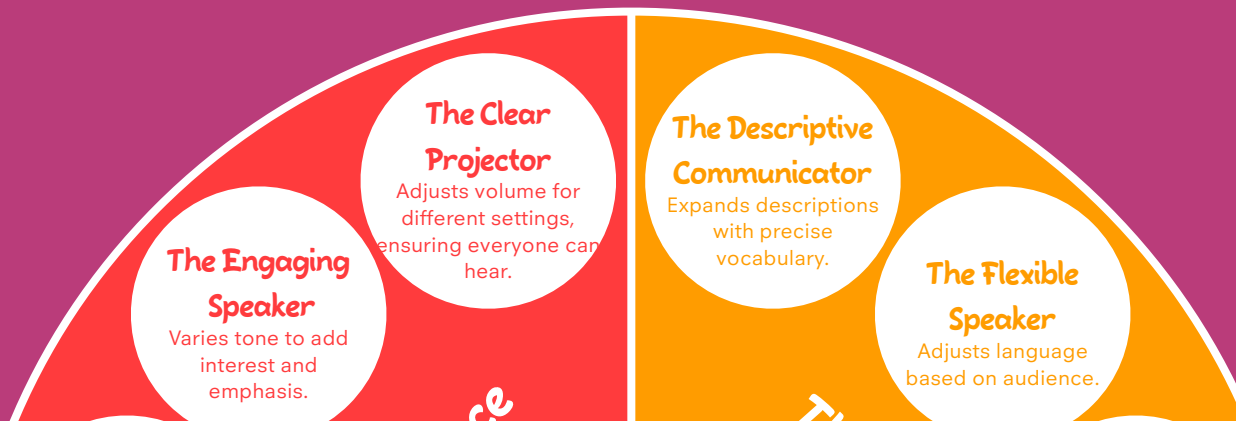 The Clear
Projector
Adjusts volume for
different settings,
ensuring everyone can
hear.
The Descriptive
Communicator
Expands descriptions
with precise
vocabulary.
The Engaging
Speaker
Varies tone to add
interest and
emphasis.
The Flexible
Speaker
Adjusts language
based on audience.